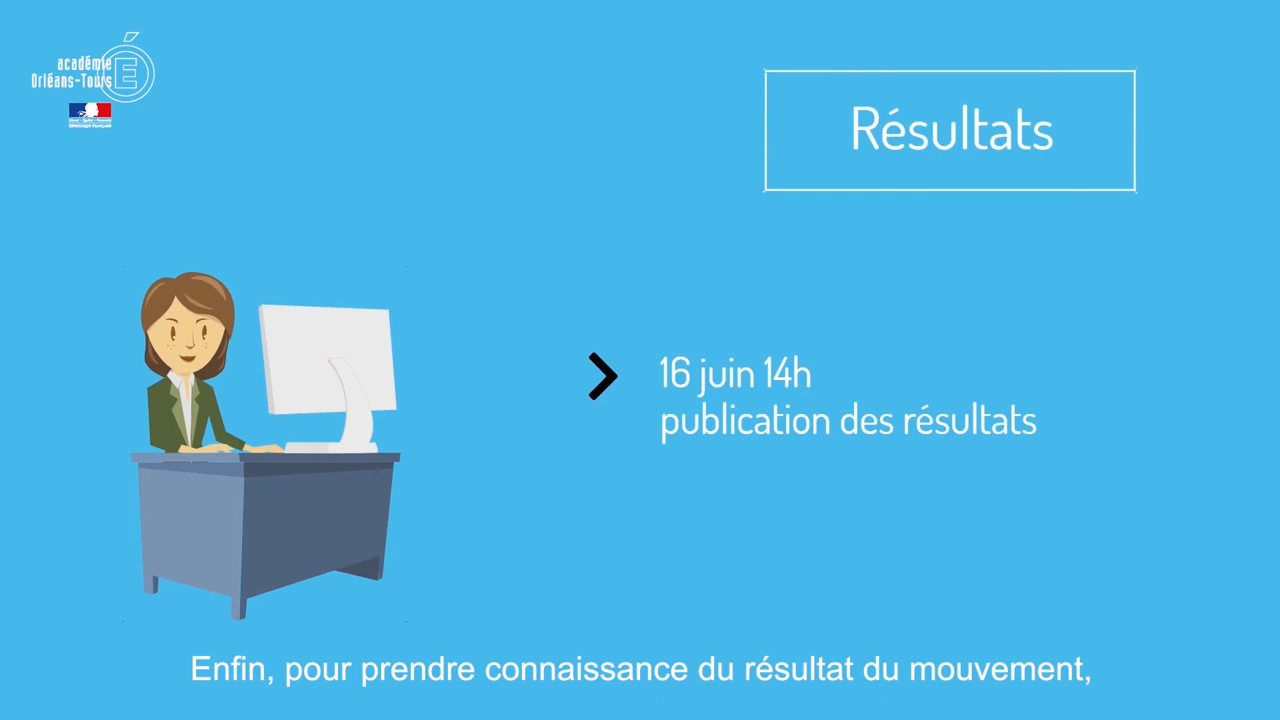 académie
Orléans-Tours
É
Résultats
16 juin 14h
publication des résultats
Enfin, pour prendre connaissance du résultat du mouvement,